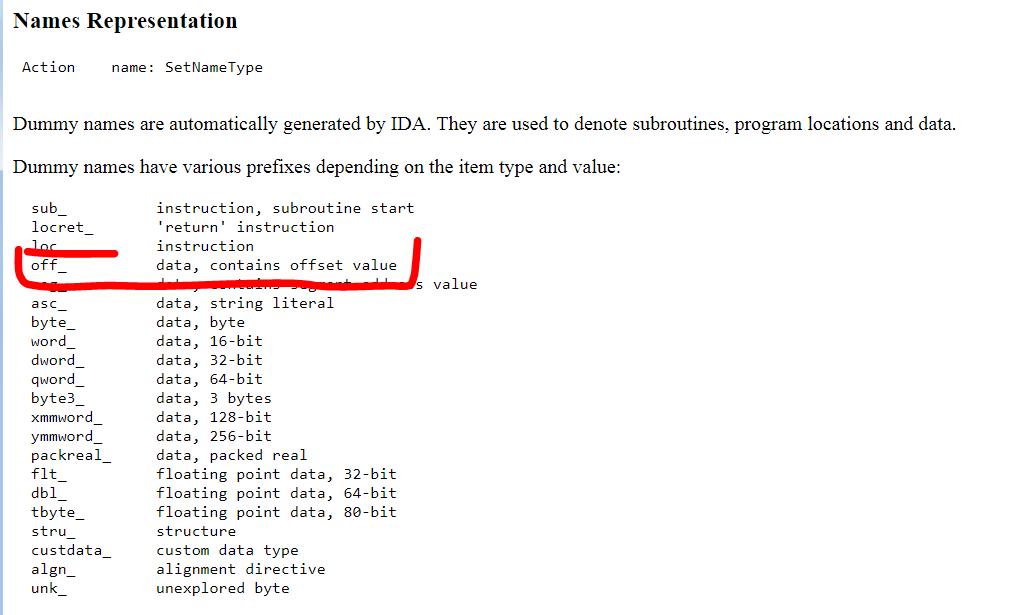 Names Representation
Action name: SetNameType
Dummy names are automatically generated by IDA. They are used to denote subroutines, program locations and data.
Dummy names have various prefixes depending on the item type and value:
sub_ instruction, subroutine start
locret_ 'return' instruction
loc_ instruction
off_ data, contains offset value
seg_ data, contains segment address value
asc_ data, string literal
byte_ data, byte
word_ data, 16-bit
dword_ data, 32-bit
qword_ data, 64-bit
byte3_ data, 3 bytes
xmmword_ data, 128-bit
ymmword_ data, 256-bit
packreal_ data, packed real
flt_ floating point data, 32-bit
dbl_ floating point data, 64-bit
tbyte_ floating point data, 80-bit
stru_ structure
custdata_ custom data type
algn_ alignment directive
unk_ unexplored byte